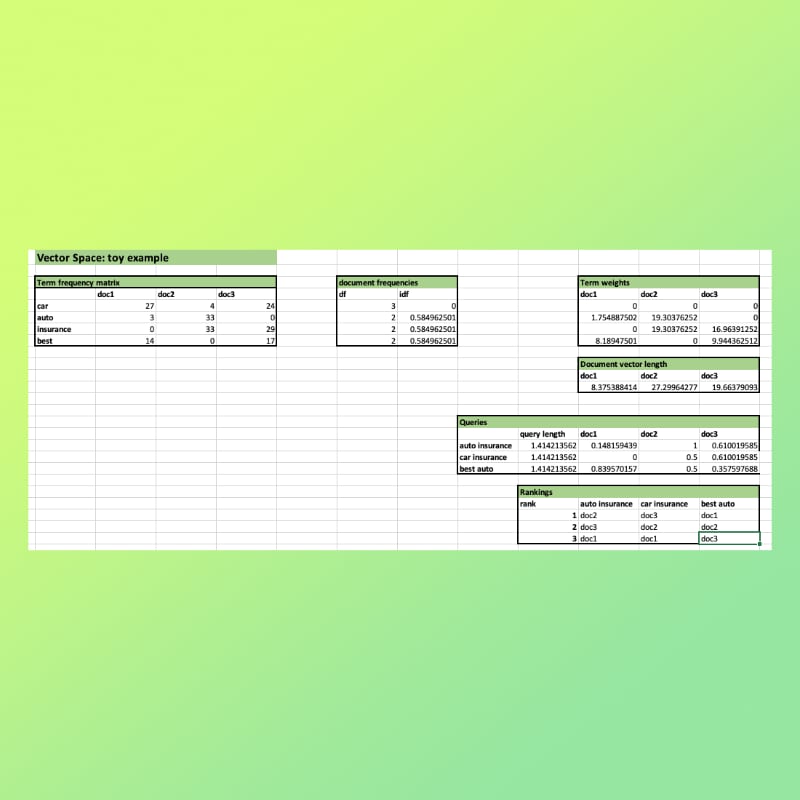 Vector Space: toy example
Term frequency matrix
doc1 doc2 doc3
car 27 4 24
auto 3 33 0
insurance 0 33 29
best 14 0 17
document frequencies
df idf
3 0
2 0.584962501
2 0.584962501
2 0.584962501
Term weights
doc1 doc2 doc3
0 0 0
1.754887502 19.30376252 0
0 19.30376252 16.96391252
8.18947501 0 9.944362512
Document vector length
doc1 doc2 doc3
8.375388414 27.29964277 19.66379093
Queries
query length doc1 doc2 doc3
auto insurance 1.414213562 0.148159439 1 0.610019585
car insurance 1.414213562 0 0.5 0.610019585
best auto 1.414213562 0.839570157 0.5 0.357597688
Rankings
rank auto insurance car insurance best auto
1 doc2 doc3 doc1
2 doc3 doc2 doc2
3 doc1 doc1 doc3